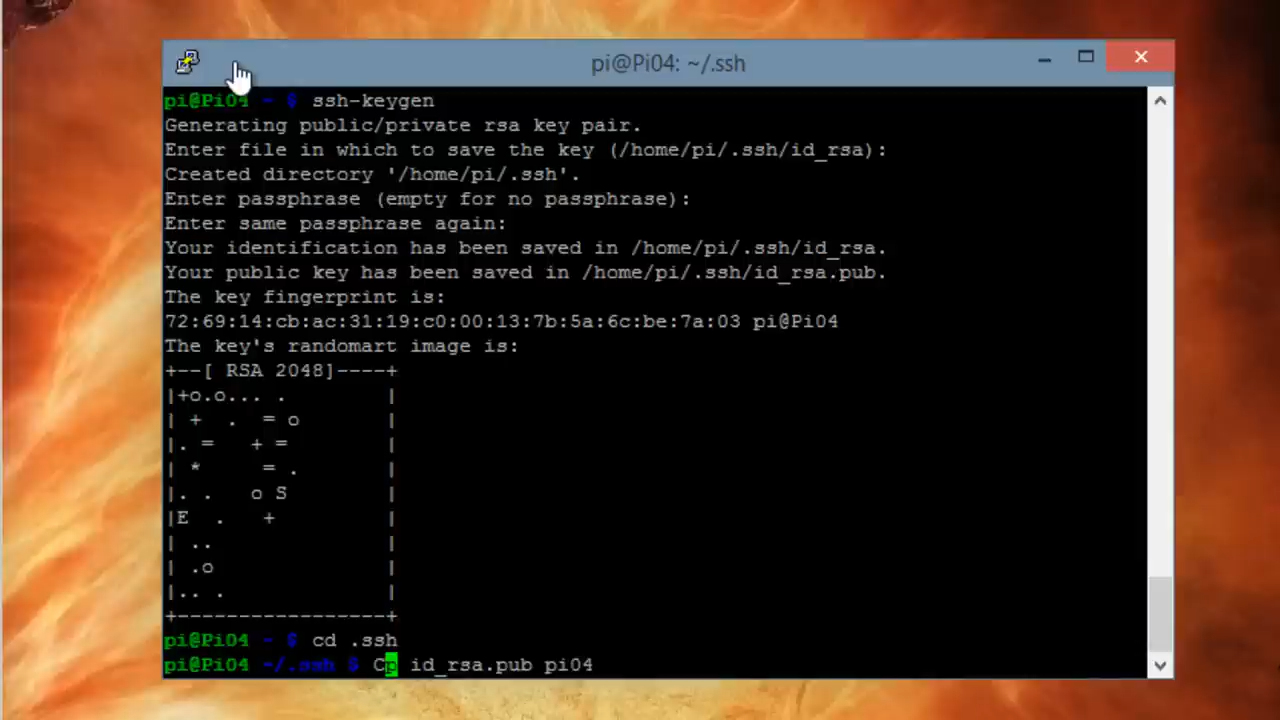 pi@Pi04: ~/.ssh
pi@Pi04 ~ $ ssh-keygen
Generating public/private rsa key pair.
Enter file in which to save the key (/home/pi/.ssh/id_rsa):
Created directory '/home/pi/.ssh'.
Enter passphrase (empty for no passphrase):
Enter same passphrase again:
Your identification has been saved in /home/pi/.ssh/id_rsa.
Your public key has been saved in /home/pi/.ssh/id_rsa.pub.
The key fingerprint is:
72:69:14:cb:ac:31:19:c0:00:13:7b:5a:6c:be:7a:03 pi@Pi04
The key's randomart image is:
+--[ RSA 2048]----+
|+o.o... .        |
| +  .  = o       |
|. =   + =        |
| *     = .       |
|. .   o S        |
|E  .   +         |
| ..              |
| .o              |
|.. .             |
+-----------------+
pi@Pi04 ~ $ cd .ssh
pi@Pi04 ~/.ssh $ Cp id_rsa.pub pi04